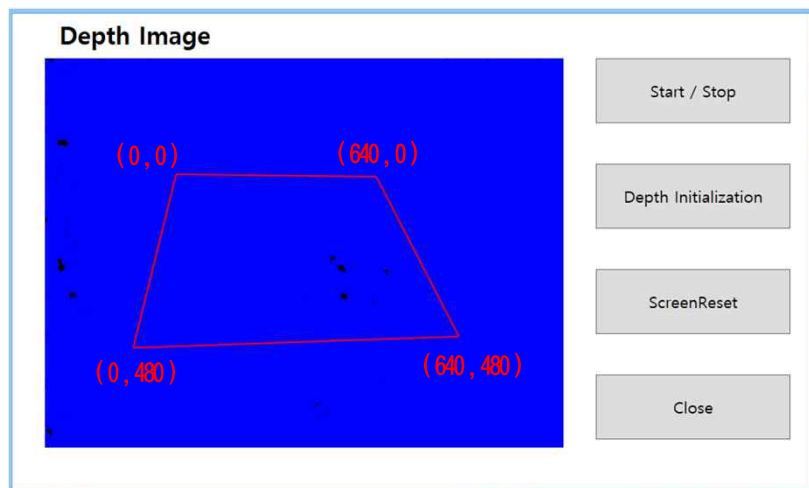 Depth Image
(0,0)
(640,0)
(0,480)
(640,480)
Start / Stop
Depth Initialization
ScreenReset
Close